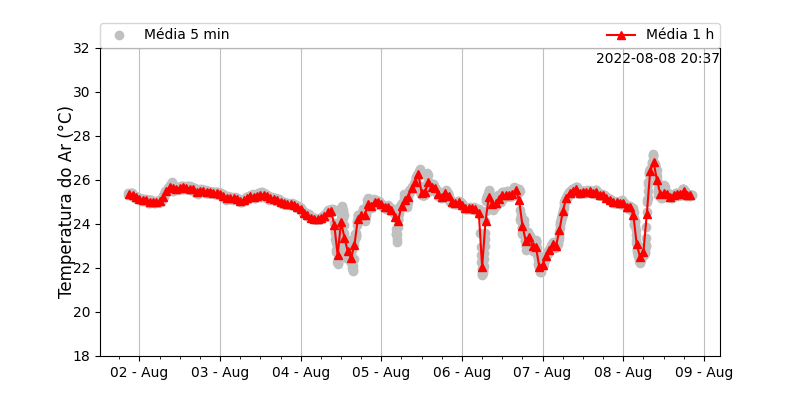 Média 5 min
Média 1 h
2022-08-08 20:37
Temperatura do Ar (°C)
32
30
28
26
24
22
20
18
02 - Aug
03 - Aug
04 - Aug
05 - Aug
06 - Aug
07 - Aug
08 - Aug
09 - Aug